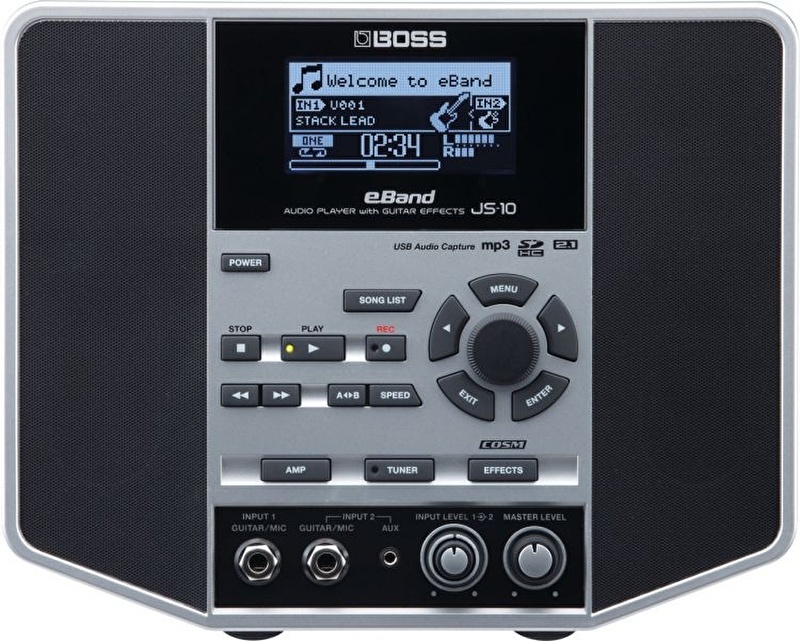 BOSS
Welcome to eBand
IN1 U001
IN2
STACK LEAD
ONE
02:34
L
R
eBand
AUDIO PLAYER with GUITAR EFFECTS JS-10
USB Audio Capture mp3 SD HC 2.1
POWER
SONG LIST
MENU
STOP PLAY REC
A B SPEED
EXIT ENTER
COSM
AMP TUNER EFFECTS
INPUT 1 INPUT 2 INPUT LEVEL 1 2 MASTER LEVEL
GUITAR/MIC GUITAR/MIC AUX